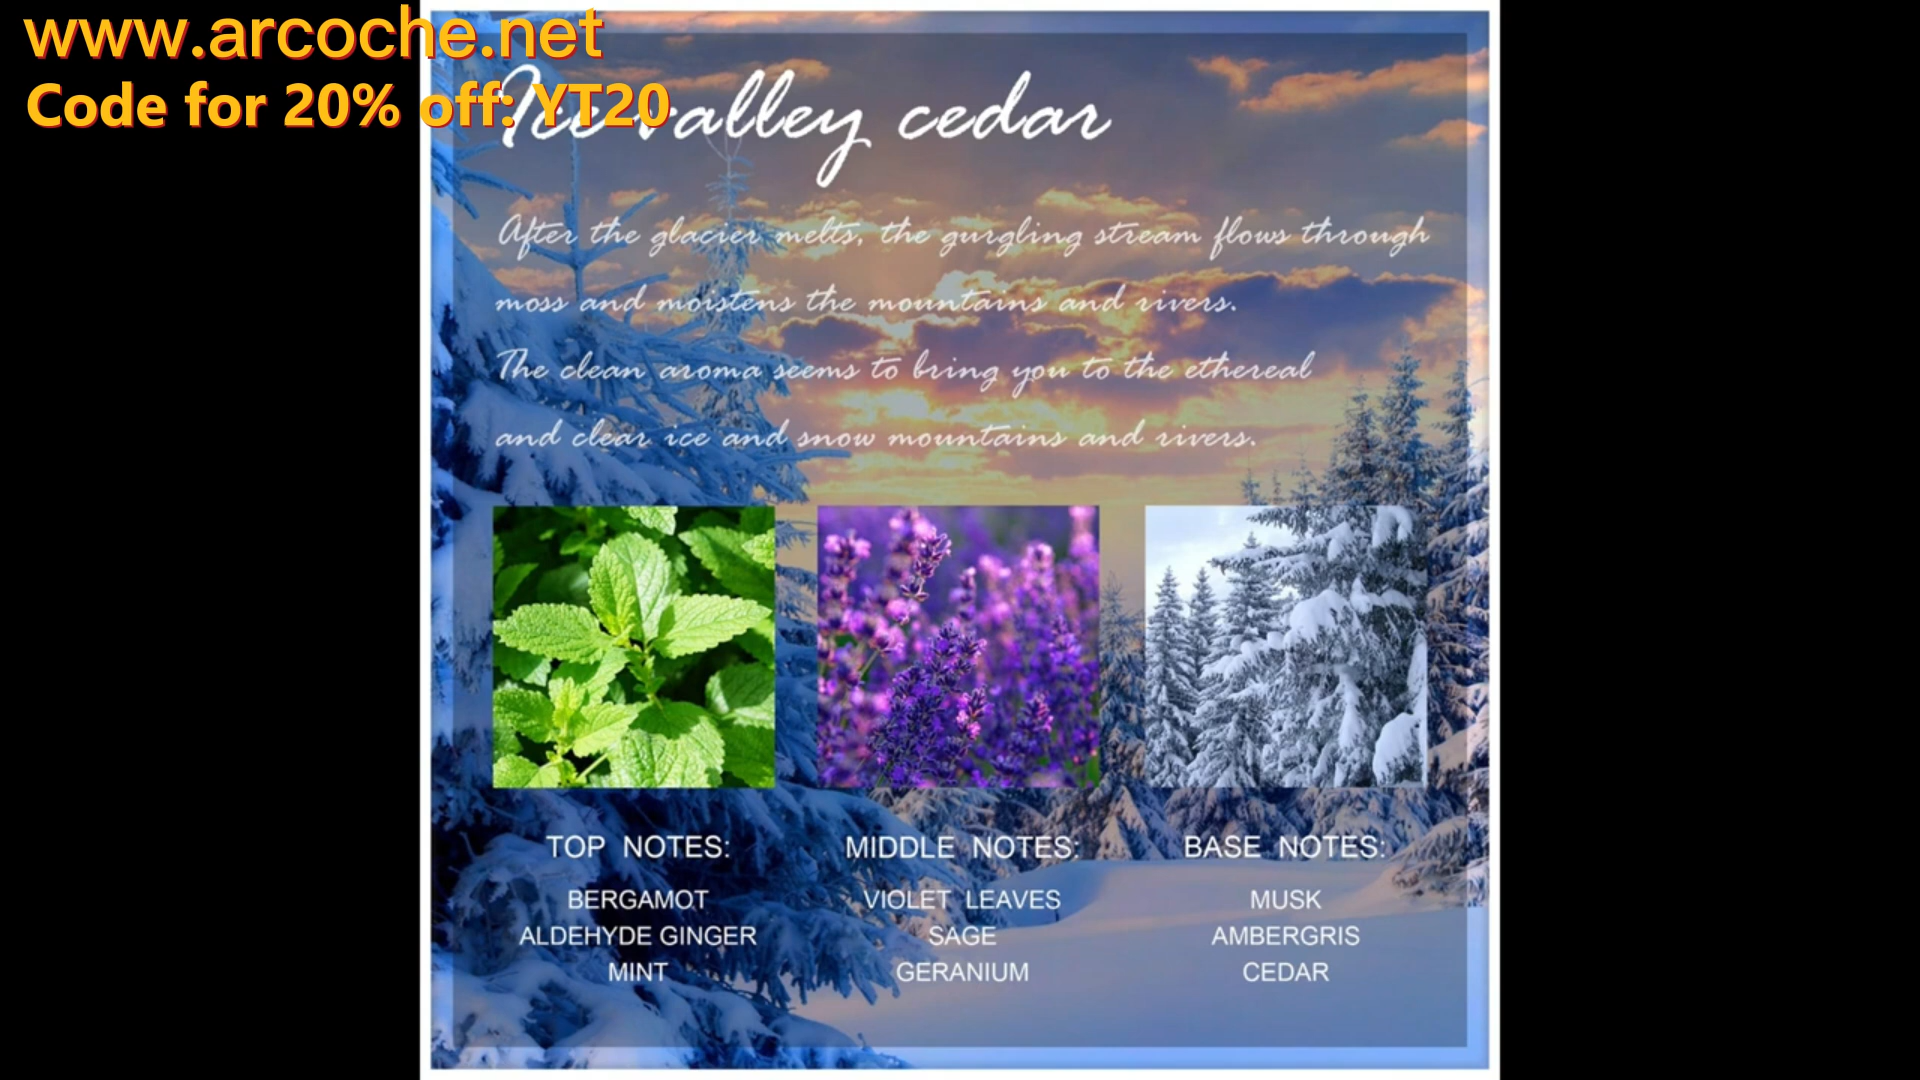 www.arcoche.net
Code for 20% off: YT20
Ice valley cedar
After the glacier melts, the gurgling stream flows through
moss and moistens the mountains and rivers.
The clean aroma seems to bring you to the ethereal
and clear ice and snow mountains and rivers.
TOP NOTES:
BERGAMOT
ALDEHYDE GINGER
MINT
MIDDLE NOTES:
VIOLET LEAVES
SAGE
GERANIUM
BASE NOTES:
MUSK
AMBERGRIS
CEDAR